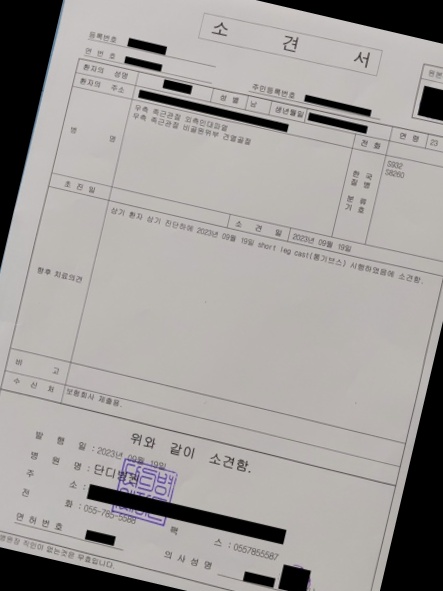 소 견 서
원본
등록번호
연 번 호
주민등록번호
환자의 성명
성 별 남 생년월일 연 령 23
환자의 주소
전 화
병 명
우측 족근관절 외측인대파열
우측 족근관절 비골원위부 견열골절
한 국 질 병 분 류 기 호
S932
S8260
초 진 일
소 견 일 2023년 09월 19일
향후 치료의견
상기 환자 상기 진단하에 2023년 09월 19일 short leg cast(통기브스) 시행하였음에 소견함.
비 고
수 신 처 보험회사 제출용.
위와 같이 소견함.
발 행 일 : 2023년 09월 19일
병 원 명 : 단디병원
주 소 :
전 화 : 055-785-5588
팩 스 : 0557855587
면 허 번 호
의 사 성 명
병원장 직인이 없는것은 무효입니다.